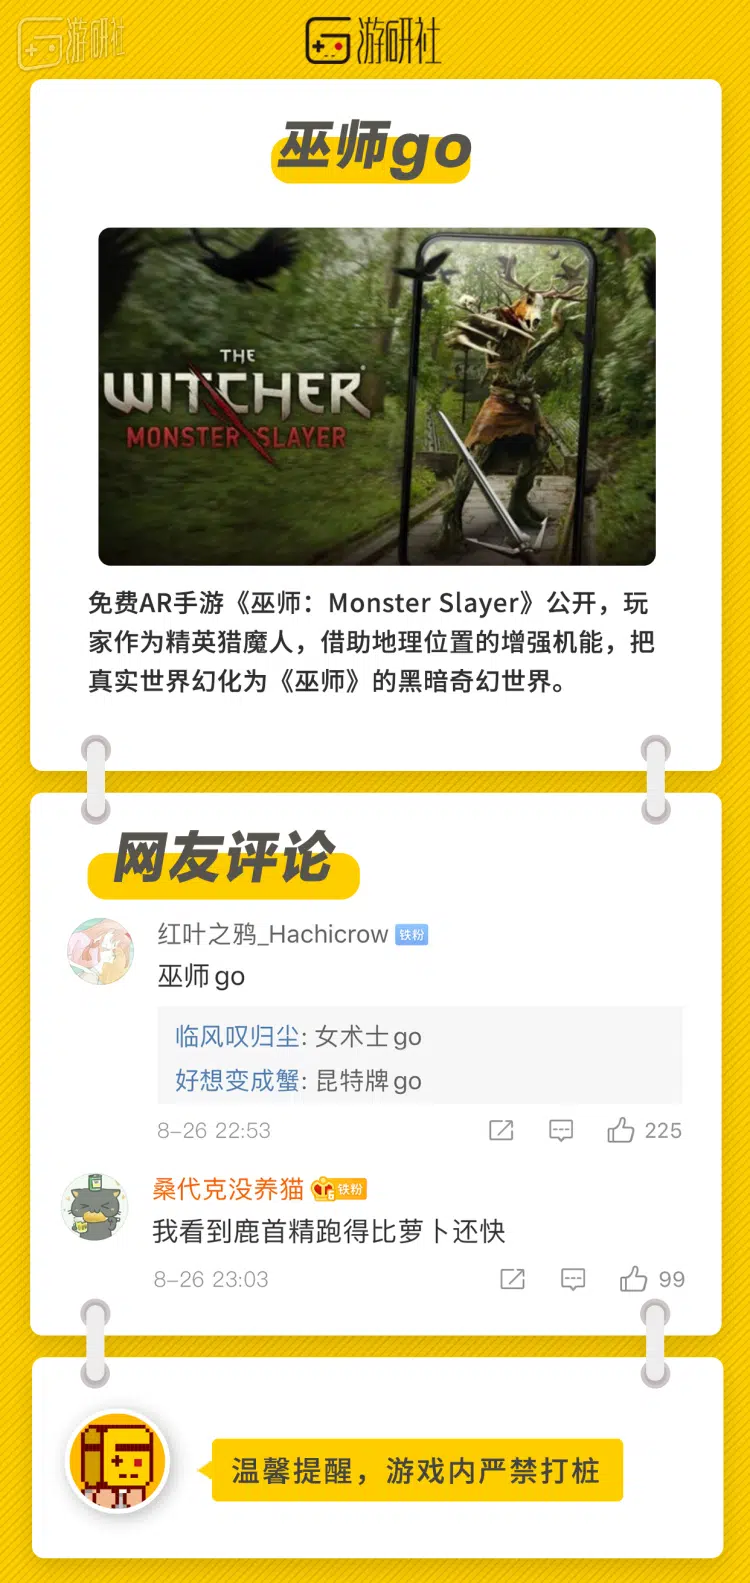 游研社
游研社
巫师go
THE
WITCHER
MONSTER SLAYER
免费AR手游《巫师：Monster Slayer》公开，玩
家作为精英猎魔人，借助地理位置的增强机能，把
真实世界幻化为《巫师》的黑暗奇幻世界。
网友评论
红叶之鸦_Hachicrow 铁粉
巫师go
临风叹归尘: 女术士go
好想变成蟹: 昆特牌go
8-26 22:53 225
桑代克没养猫 铁粉
我看到鹿首精跑得比萝卜还快
8-26 23:03 99
温馨提醒，游戏内严禁打桩